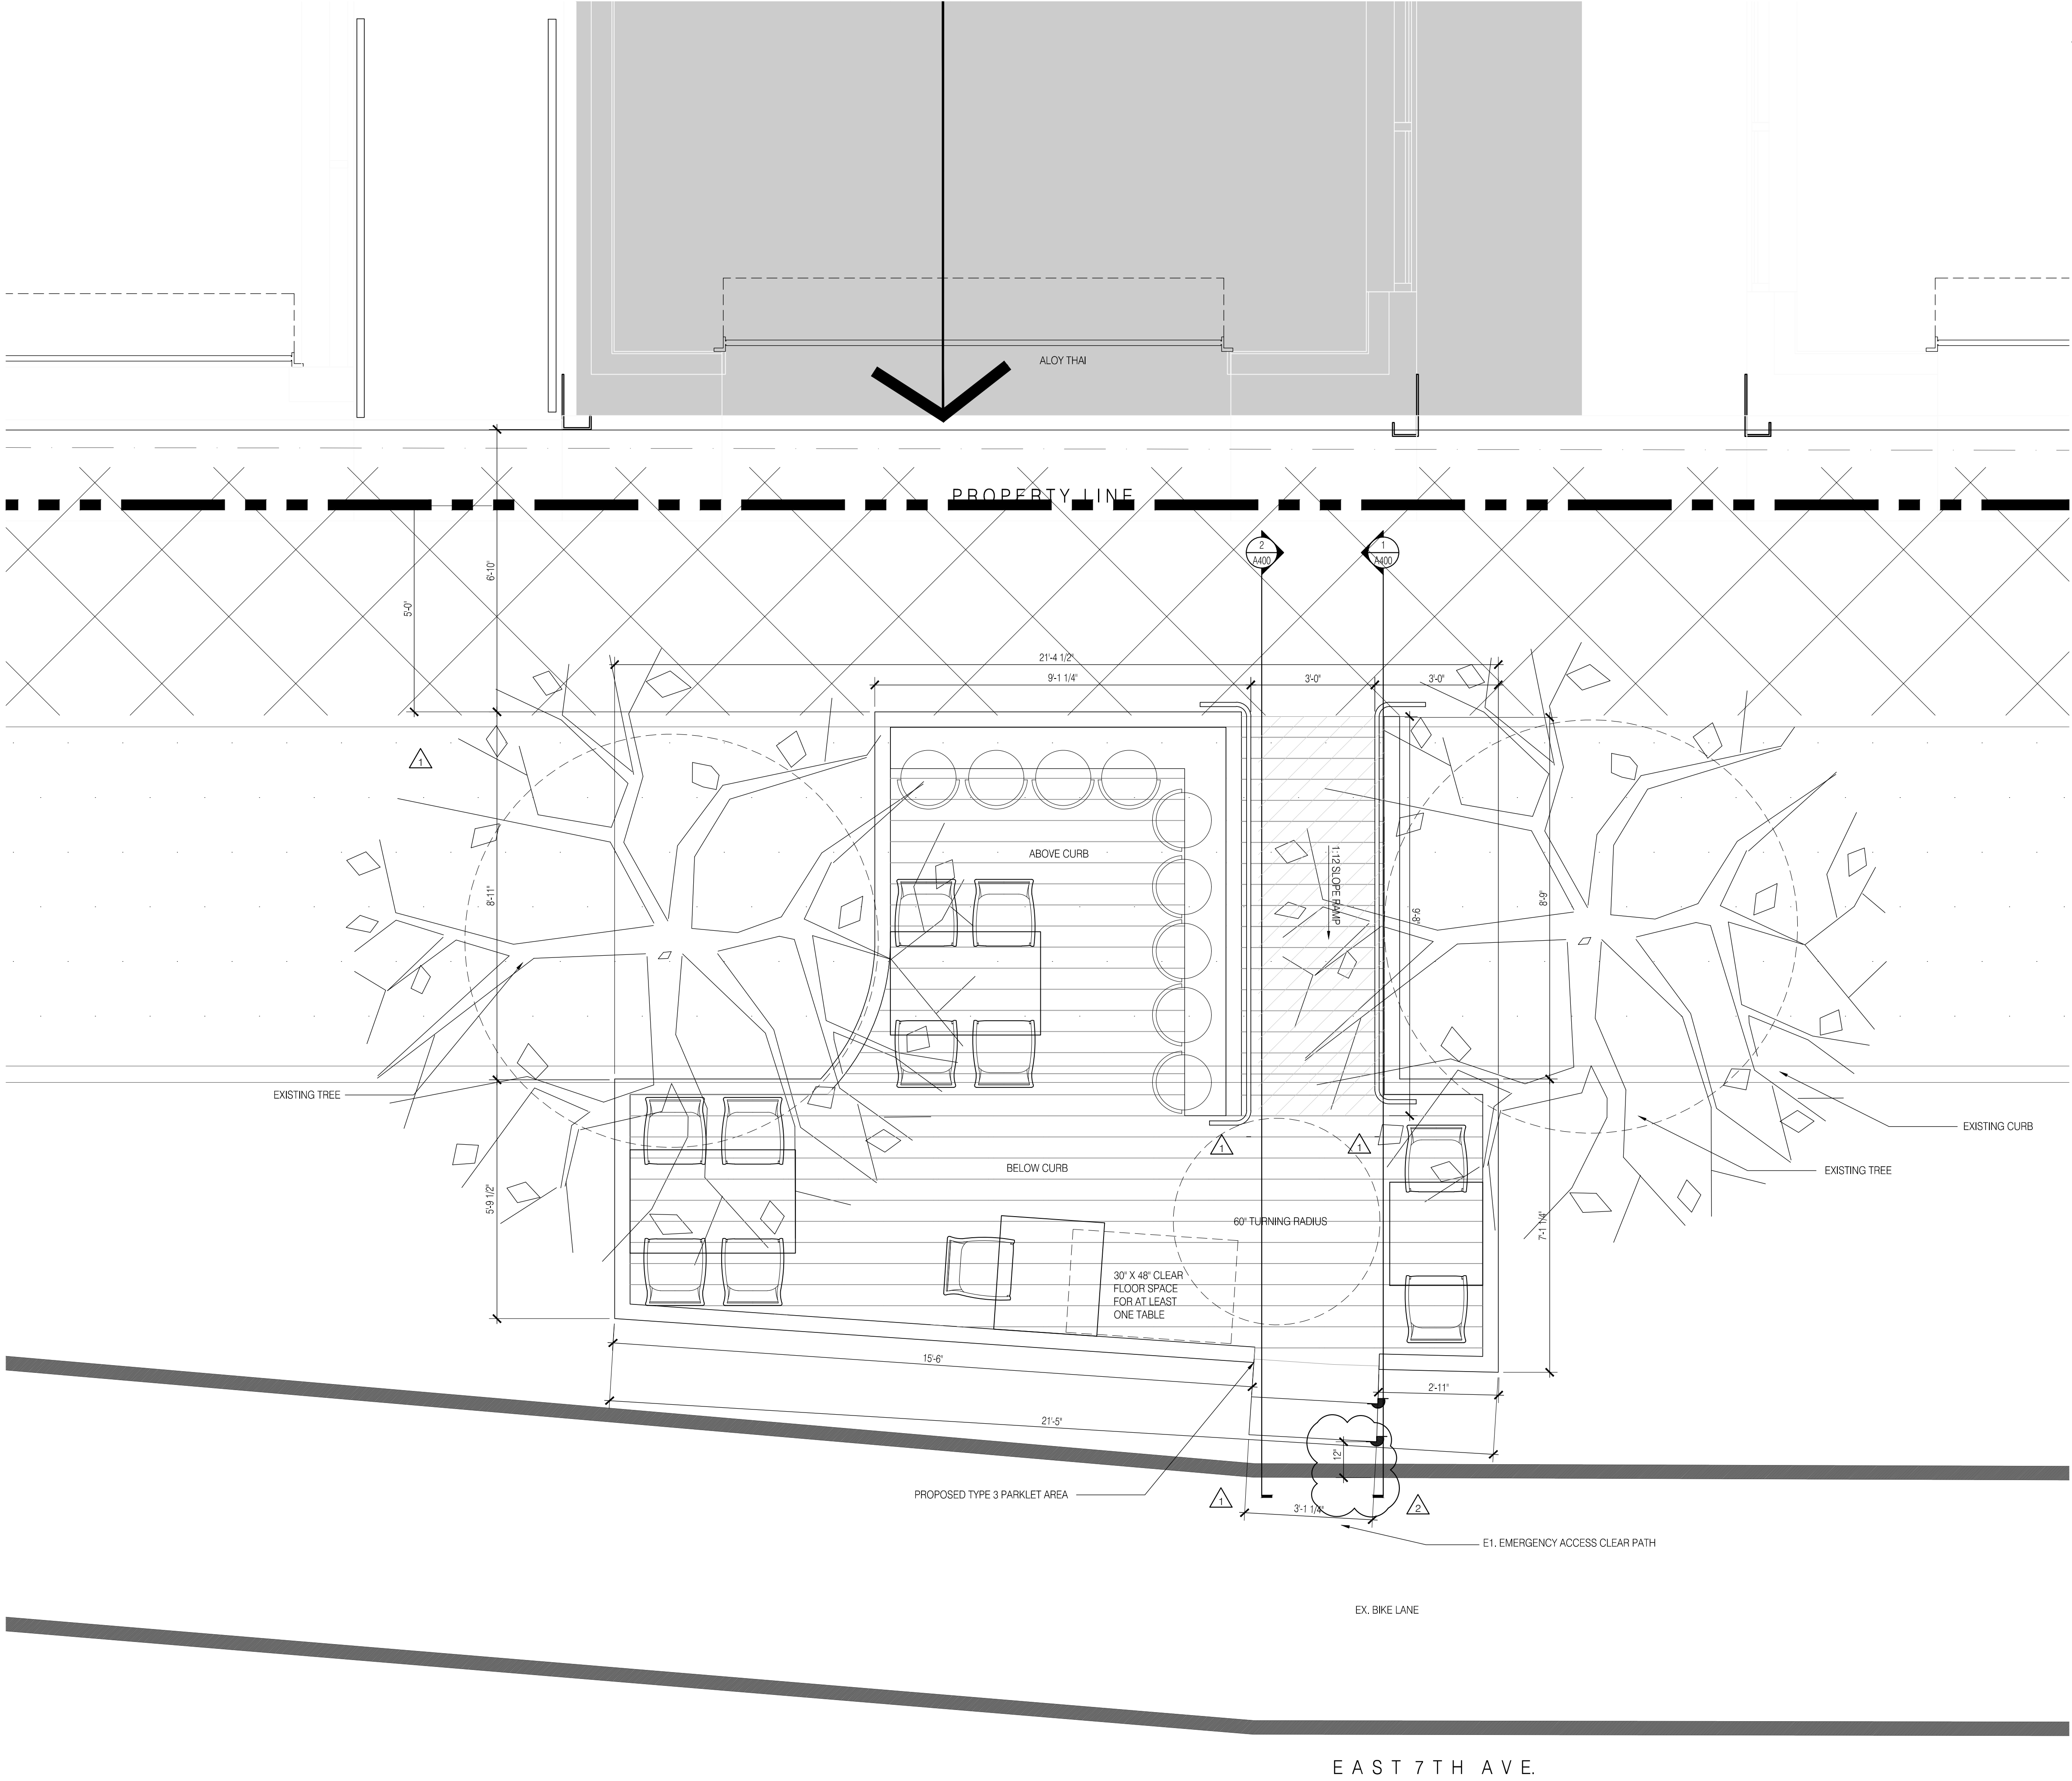 ALOY THAI
PROPERTY LINE
2
A400
1
A400
6'-10"
5'-0"
21'-4 1/2"
9'-1 1/4"
3'-0"
3'-0"
1
ABOVE CURB
1:12 SLOPE RAMP
8'-11"
9'-8"
8'-9"
EXISTING TREE
EXISTING CURB
1
1
BELOW CURB
EXISTING TREE
5'-9 1/2"
60" TURNING RADIUS
7'-1 1/4"
30" X 48" CLEAR
FLOOR SPACE
FOR AT LEAST
ONE TABLE
15'-6"
2'-11"
21'-5"
12"
PROPOSED TYPE 3 PARKLET AREA
1
3'-1 1/4"
2
E1. EMERGENCY ACCESS CLEAR PATH
EX. BIKE LANE
EAST 7TH AVE.